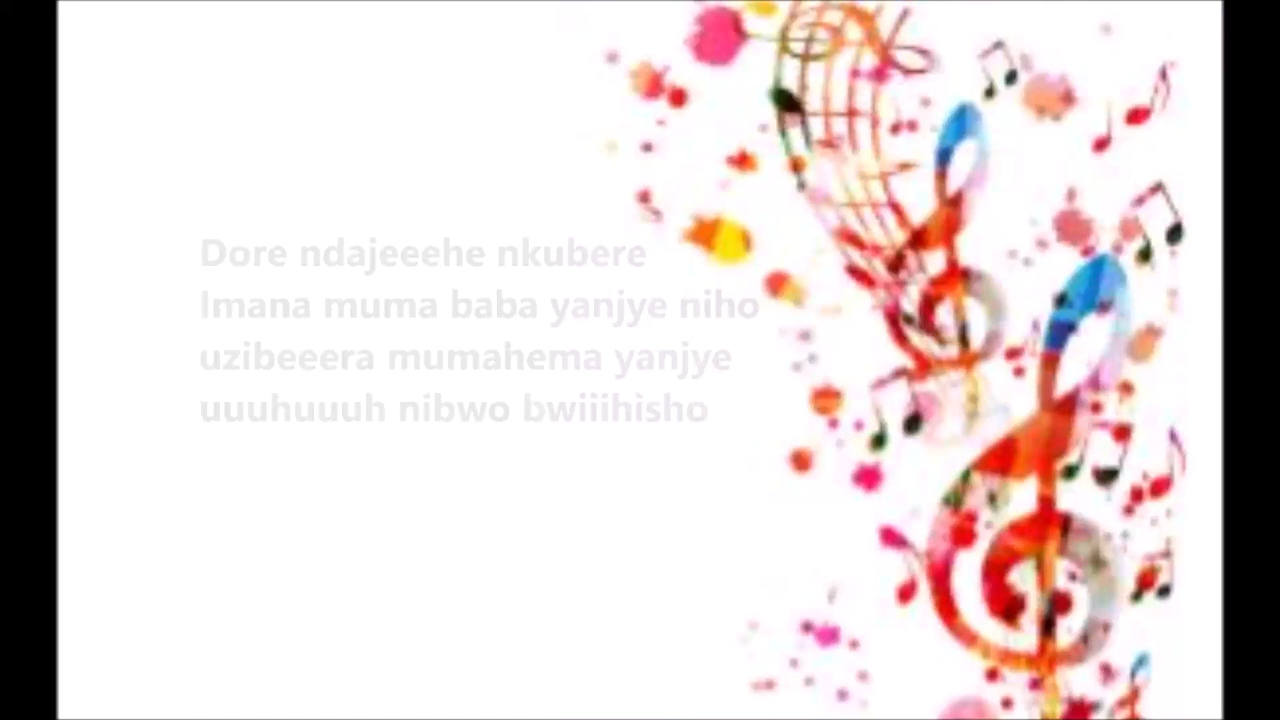 Dore ndajeeehe nkubere
Imana muma baba yanjye niho
uzibeeera mumahema yanjye
uuuhuuuh nibwo bwiiihisho